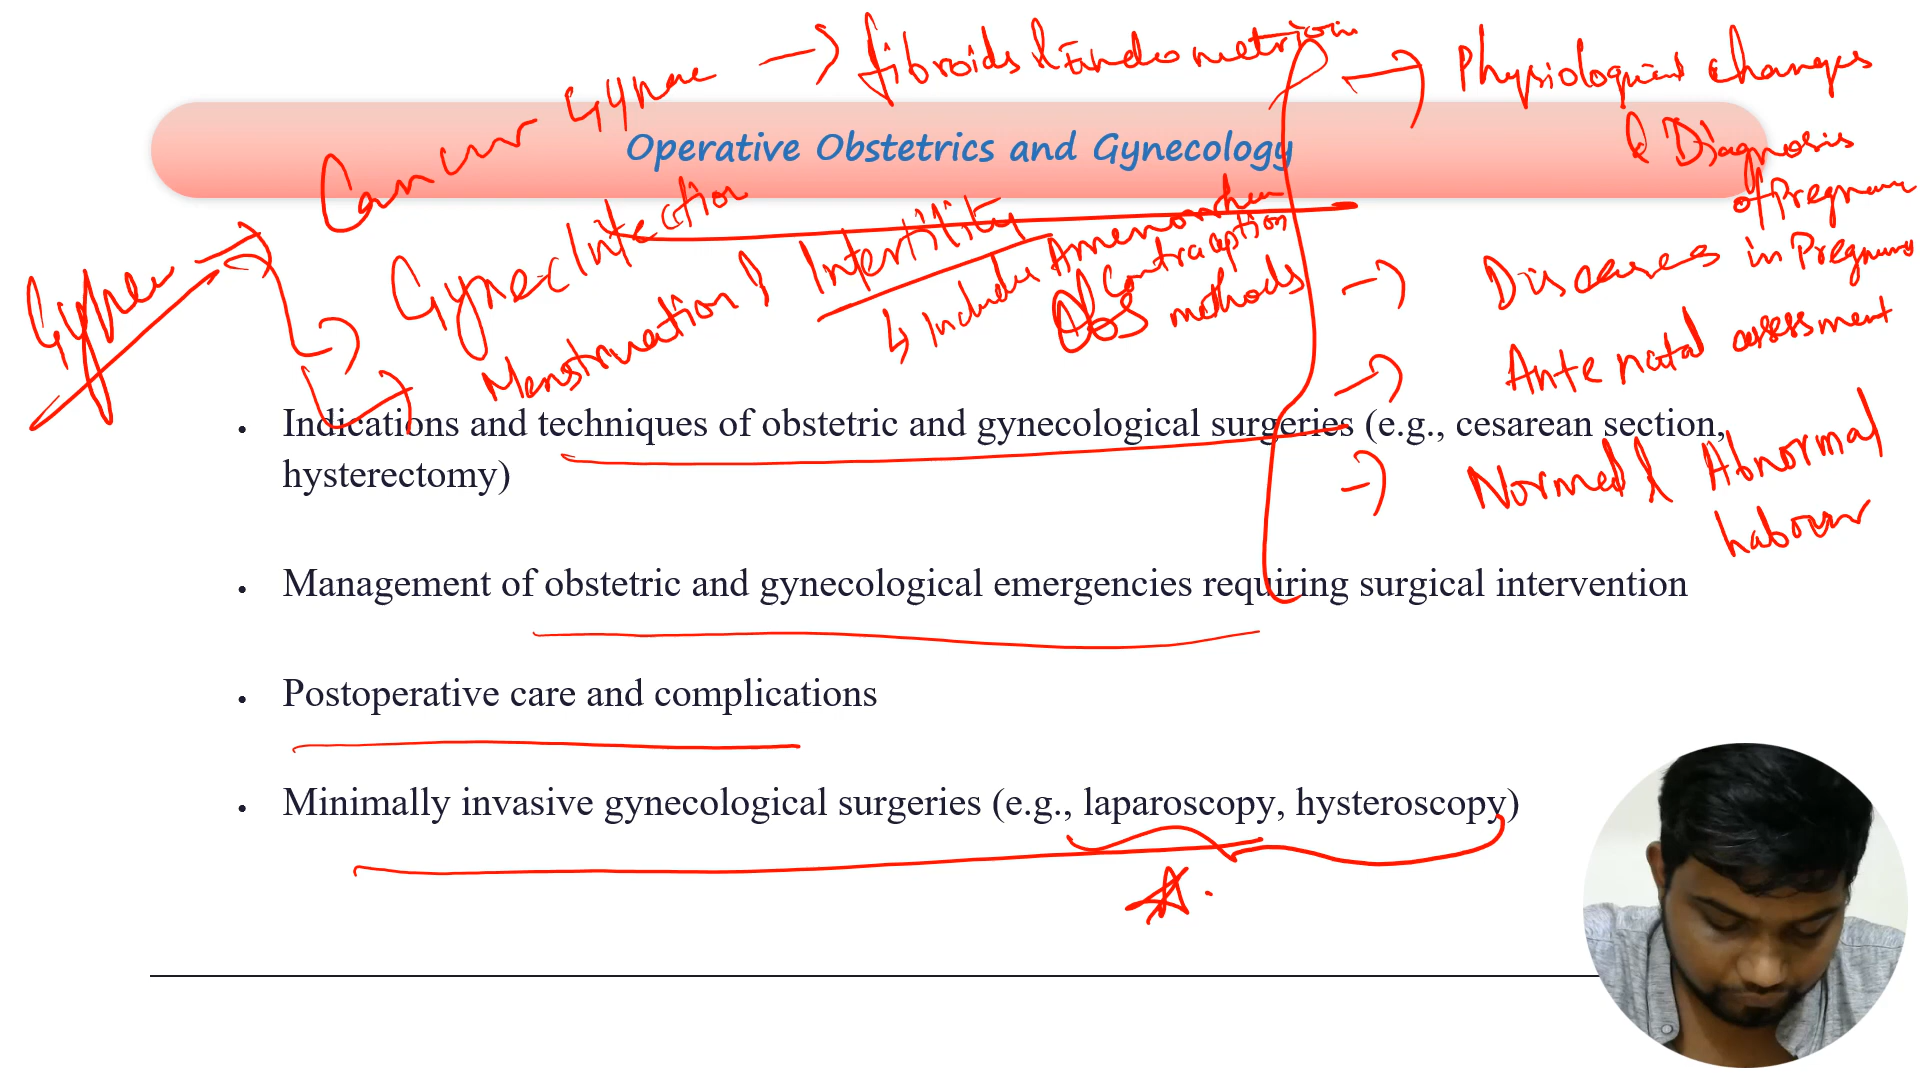 Cancer Gynae → fibroids & Endometrium
→ Physiological changes
& Diagnosis
of Pregnancy
Operative Obstetrics and Gynecology
Gynec →
Gynec Infection
Menstruation & Infertility
↳ Include Amenorrhea
& Contraception
methods
Obs
→ Diseases in Pregnancy
→ Ante natal assessment
→ Normal & Abnormal
labour
• Indications and techniques of obstetric and gynecological surgeries (e.g., cesarean section,
hysterectomy)
• Management of obstetric and gynecological emergencies requiring surgical intervention
• Postoperative care and complications
• Minimally invasive gynecological surgeries (e.g., laparoscopy, hysteroscopy)